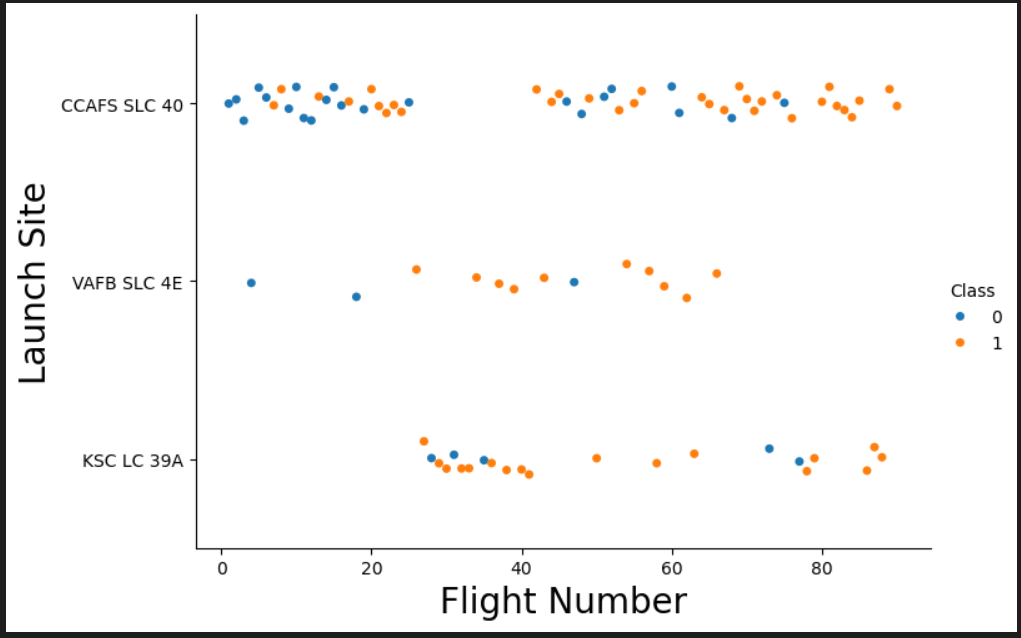 Launch Site
CCAFS SLC 40
VAFB SLC 4E
KSC LC 39A
0 20 40 60 80
Flight Number
Class
0
1